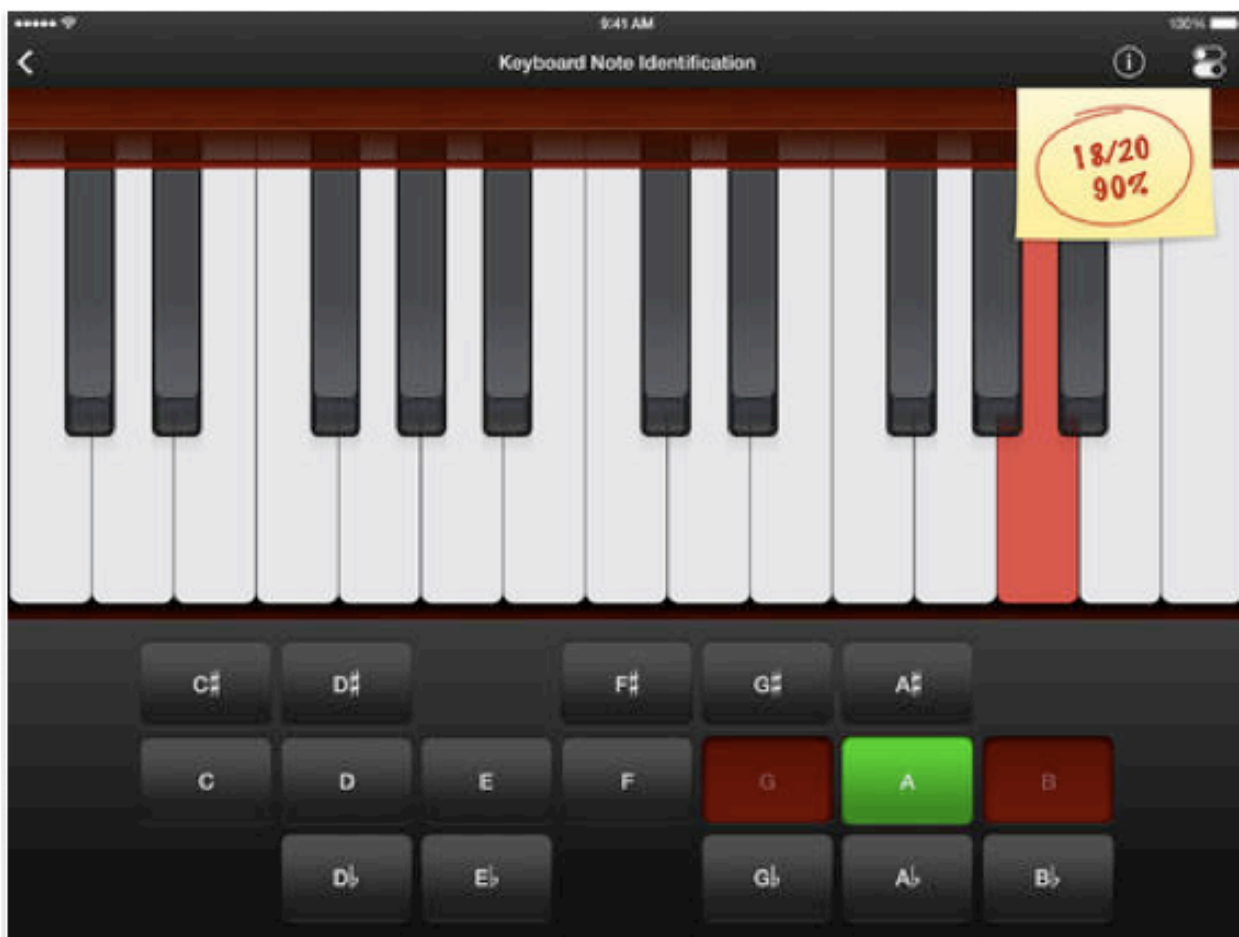 9:41 AM 100%
Keyboard Note Identification
18/20
90%
C♯ D♯ F♯ G♯ A♯
C D E F G A B
D♭ E♭ G♭ A♭ B♭